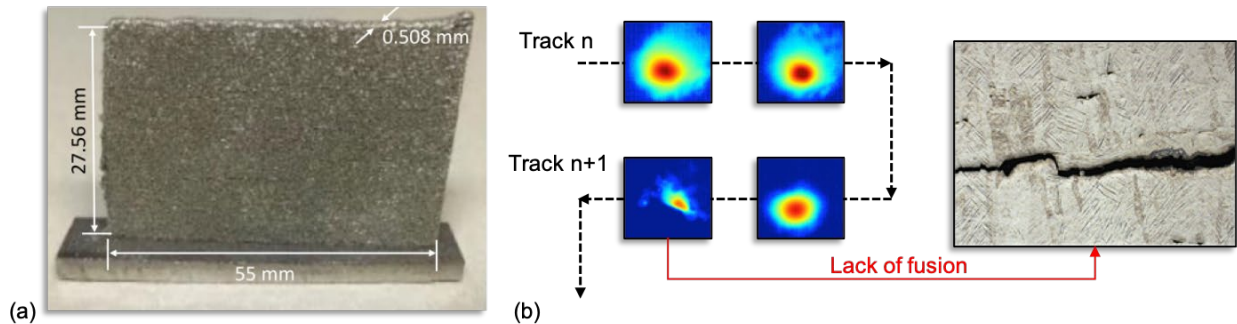 0.508 mm
27.56 mm
55 mm
(a)
Track n
Track n+1
Lack of fusion
(b)